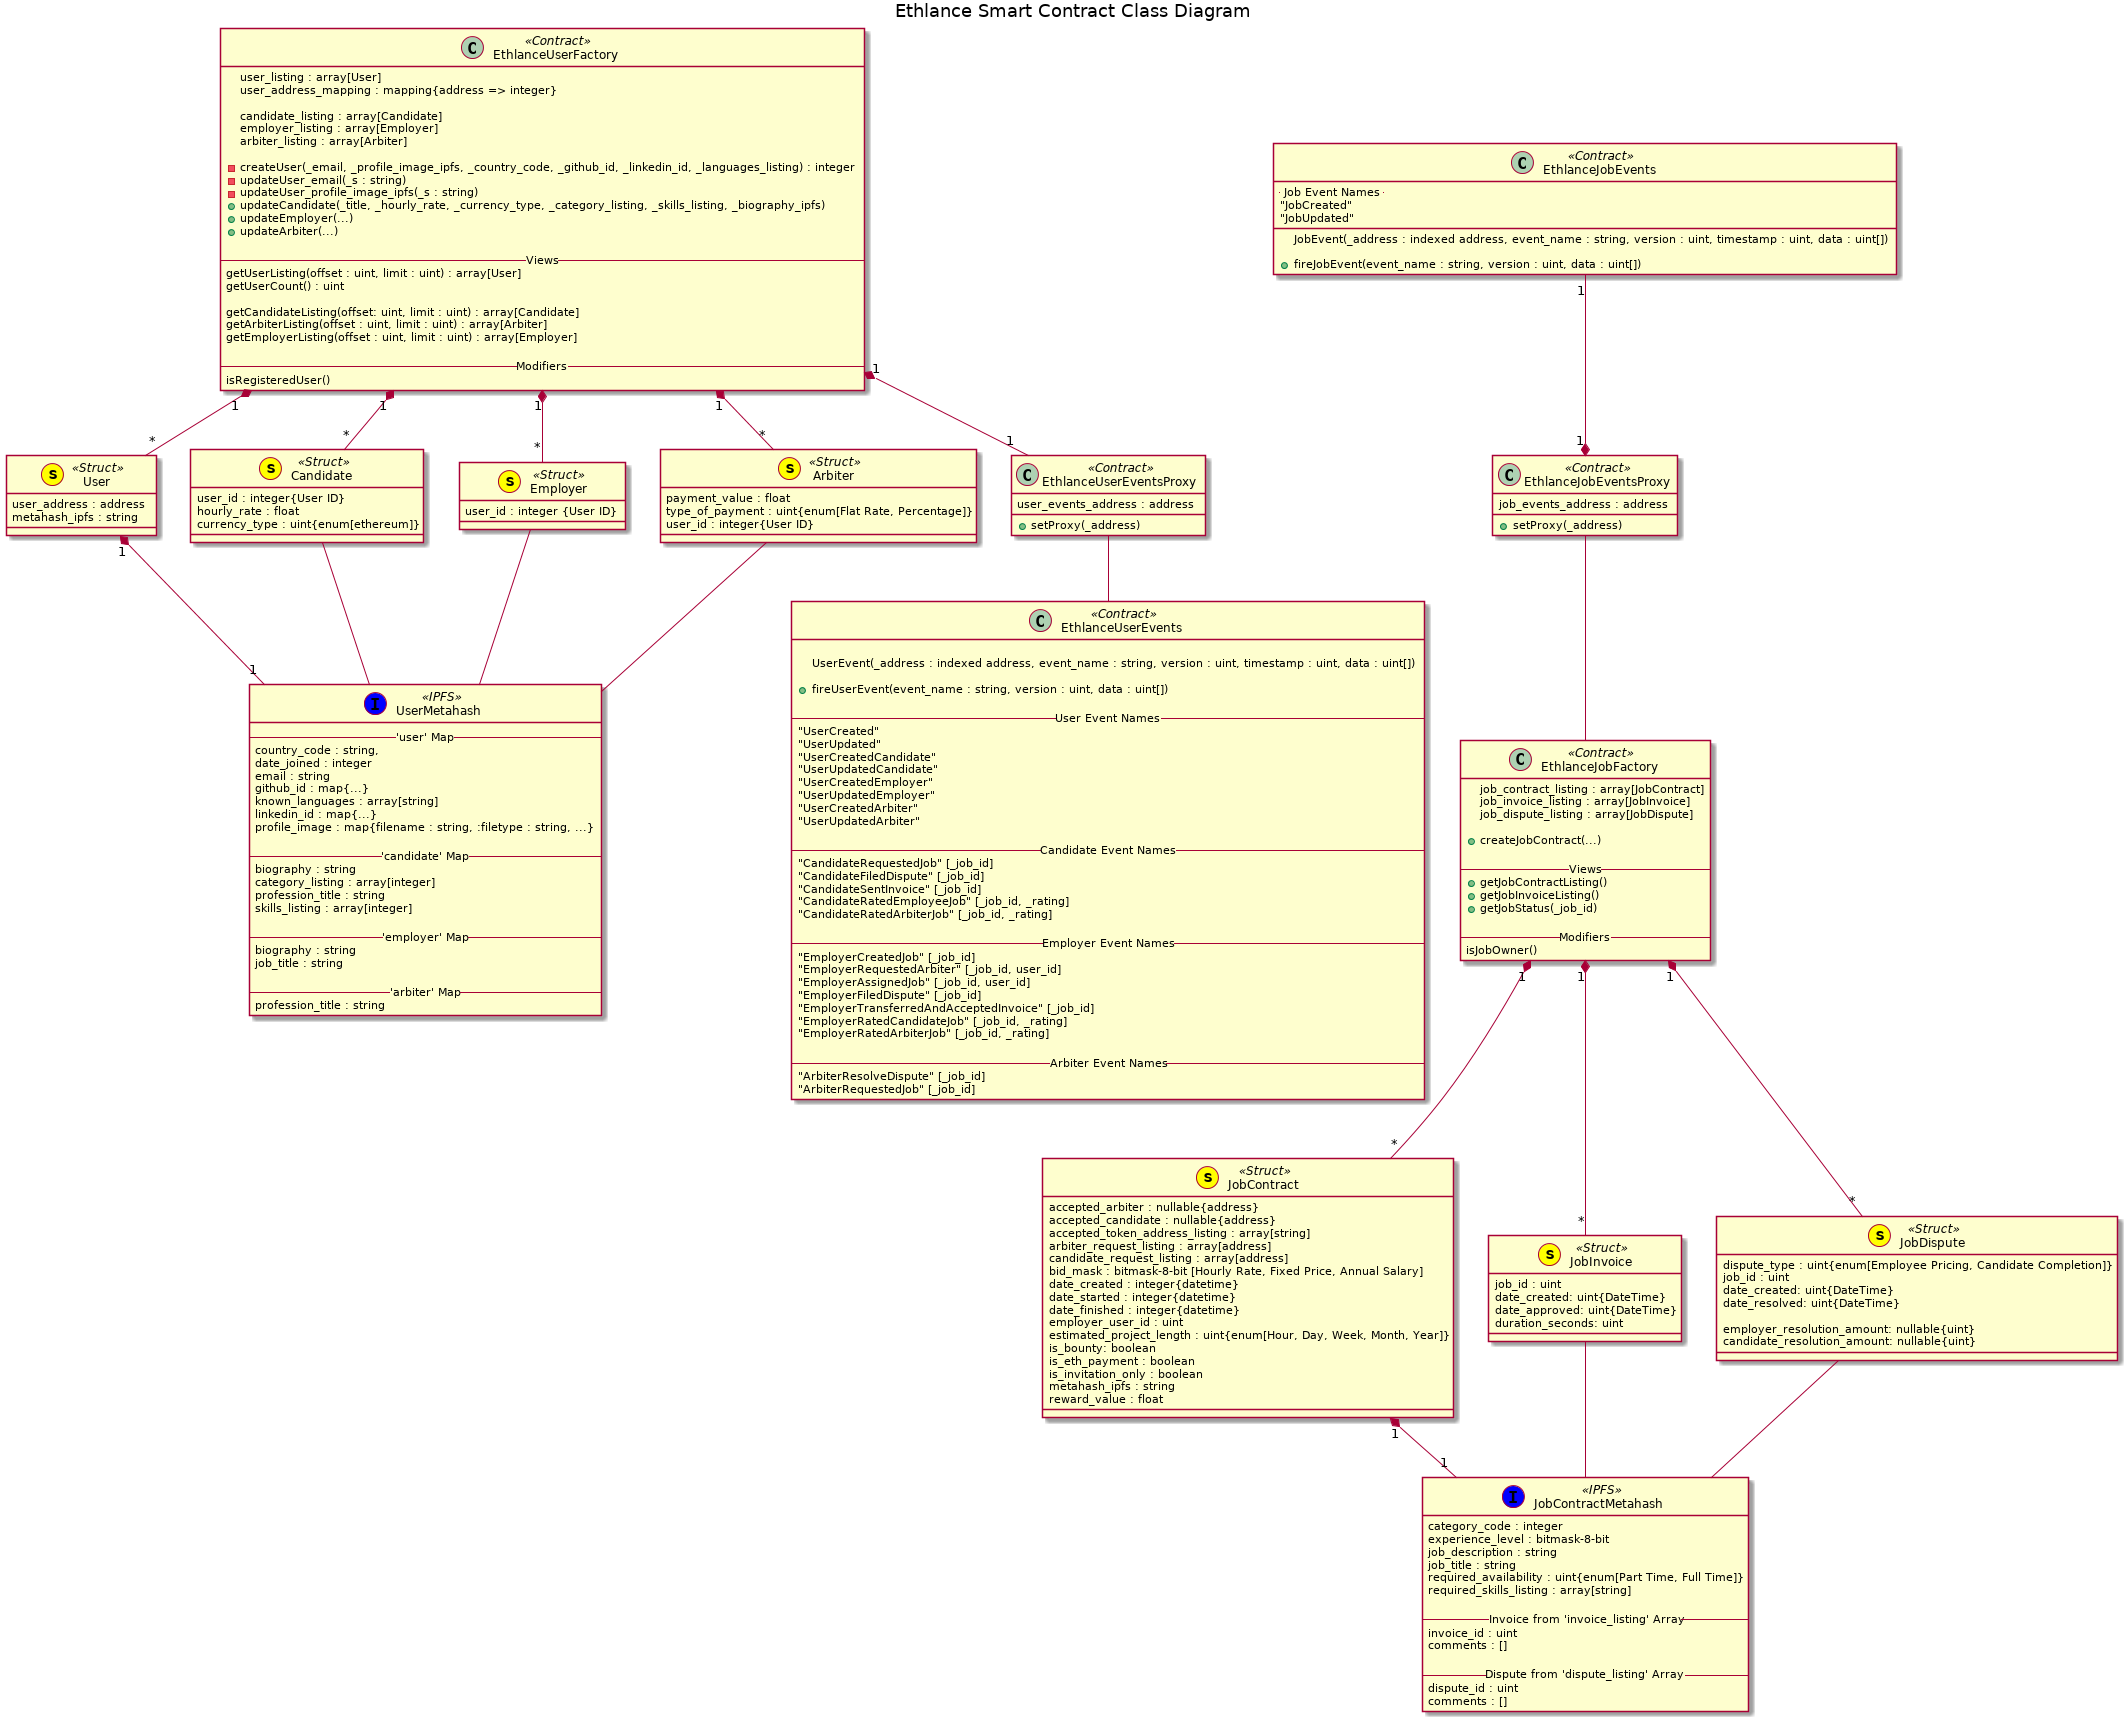 Ethlance Smart Contract Class Diagram
C
«Contract»
EthlanceUserFactory
user_listing : array[User]
user_address_mapping : mapping{address => integer}
candidate_listing : array[Candidate]
employer_listing : array[Employer]
arbiter_listing : array[Arbiter]
createUser(_email, _profile_image_ipfs, _country_code, _github_id, _linkedin_id, _languages_listing) : integer
updateUser_email(_s : string)
updateUser_profile_image_ipfs(_s : string)
updateCandidate(_title, _hourly_rate, _currency_type, _category_listing, _skills_listing, _biography_ipfs)
updateEmployer(...)
updateArbiter(...)
Views
getUserListing(offset : uint, limit : uint) : array[User]
getUserCount() : uint
getCandidateListing(offset: uint, limit : uint) : array[Candidate]
getArbiterListing(offset : uint, limit : uint) : array[Arbiter]
getEmployerListing(offset : uint, limit : uint) : array[Employer]
Modifiers
isRegisteredUser()
C
«Contract»
EthlanceJobEvents
Job Event Names
"JobCreated"
"JobUpdated"
JobEvent(_address : indexed address, event_name : string, version : uint, timestamp : uint, data : uint[])
fireJobEvent(event_name : string, version : uint, data : uint[])
1
1
1
1
1
1
*
*
*
*
1
1
S
«Struct»
User
user_address : address
metahash_ipfs : string
S
«Struct»
Candidate
user_id : integer{User ID}
hourly_rate : float
currency_type : uint{enum[ethereum]}
S
«Struct»
Employer
user_id : integer {User ID}
S
«Struct»
Arbiter
payment_value : float
type_of_payment : uint{enum[Flat Rate, Percentage]}
user_id : integer{User ID}
C
«Contract»
EthlanceUserEventsProxy
user_events_address : address
setProxy(_address)
C
«Contract»
EthlanceJobEventsProxy
job_events_address : address
setProxy(_address)
1
1
I
«IPFS»
UserMetahash
'user' Map
country_code : string,
date_joined : integer
email : string
github_id : map{...}
known_languages : array[string]
linkedin_id : map{...}
profile_image : map{filename : string, :filetype : string, ...}
'candidate' Map
biography : string
category_listing : array[integer]
profession_title : string
skills_listing : array[integer]
'employer' Map
biography : string
job_title : string
'arbiter' Map
profession_title : string
C
«Contract»
EthlanceUserEvents
UserEvent(_address : indexed address, event_name : string, version : uint, timestamp : uint, data : uint[])
fireUserEvent(event_name : string, version : uint, data : uint[])
User Event Names
"UserCreated"
"UserUpdated"
"UserCreatedCandidate"
"UserUpdatedCandidate"
"UserCreatedEmployer"
"UserUpdatedEmployer"
"UserCreatedArbiter"
"UserUpdatedArbiter"
Candidate Event Names
"CandidateRequestedJob" [_job_id]
"CandidateFiledDispute" [_job_id]
"CandidateSentInvoice" [_job_id]
"CandidateRatedEmployeeJob" [_job_id, _rating]
"CandidateRatedArbiterJob" [_job_id, _rating]
Employer Event Names
"EmployerCreatedJob" [_job_id]
"EmployerRequestedArbiter" [_job_id, user_id]
"EmployerAssignedJob" [_job_id, user_id]
"EmployerFiledDispute" [_job_id]
"EmployerTransferredAndAcceptedInvoice" [_job_id]
"EmployerRatedCandidateJob" [_job_id, _rating]
"EmployerRatedArbiterJob" [_job_id, _rating]
Arbiter Event Names
"ArbiterResolveDispute" [_job_id]
"ArbiterRequestedJob" [_job_id]
C
«Contract»
EthlanceJobFactory
job_contract_listing : array[JobContract]
job_invoice_listing : array[JobInvoice]
job_dispute_listing : array[JobDispute]
createJobContract(...)
Views
getJobContractListing()
getJobInvoiceListing()
getJobStatus(_job_id)
Modifiers
isJobOwner()
1
1
1
*
*
*
S
«Struct»
JobContract
accepted_arbiter : nullable{address}
accepted_candidate : nullable{address}
accepted_token_address_listing : array[string]
arbiter_request_listing : array[address]
candidate_request_listing : array[address]
bid_mask : bitmask-8-bit [Hourly Rate, Fixed Price, Annual Salary]
date_created : integer{datetime}
date_started : integer{datetime}
date_finished : integer{datetime}
employer_user_id : uint
estimated_project_length : uint{enum[Hour, Day, Week, Month, Year]}
is_bounty: boolean
is_eth_payment : boolean
is_invitation_only : boolean
metahash_ipfs : string
reward_value : float
S
«Struct»
JobInvoice
job_id : uint
date_created: uint{DateTime}
date_approved: uint{DateTime}
duration_seconds: uint
S
«Struct»
JobDispute
dispute_type : uint{enum[Employee Pricing, Candidate Completion]}
job_id : uint
date_created: uint{DateTime}
date_resolved: uint{DateTime}
employer_resolution_amount: nullable{uint}
candidate_resolution_amount: nullable{uint}
1
1
I
«IPFS»
JobContractMetahash
category_code : integer
experience_level : bitmask-8-bit
job_description : string
job_title : string
required_availability : uint{enum[Part Time, Full Time]}
required_skills_listing : array[string]
Invoice from 'invoice_listing' Array
invoice_id : uint
comments : []
Dispute from 'dispute_listing' Array
dispute_id : uint
comments : []